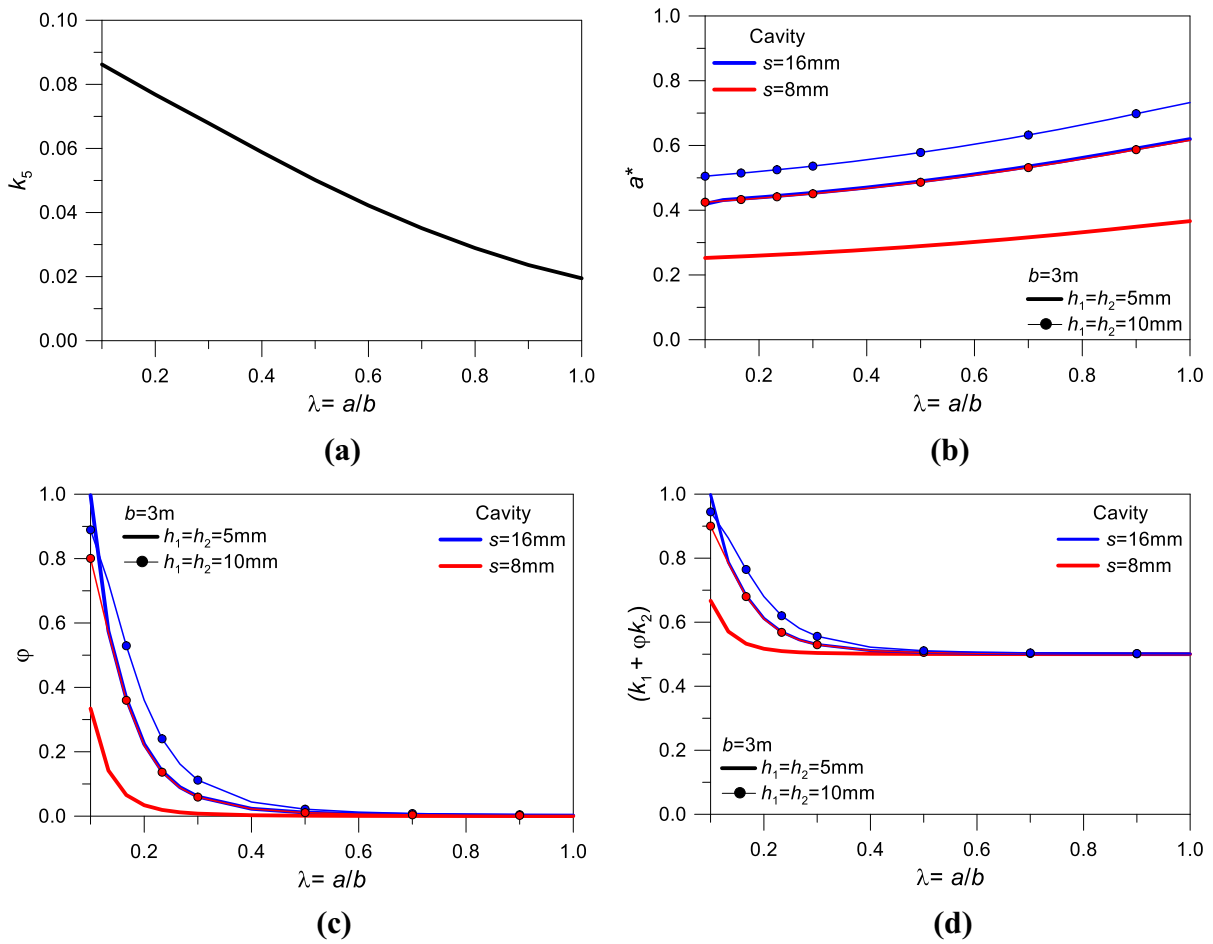 0.10
0.08
0.06
0.04
0.02
0.00
k5
0.2 0.4 0.6 0.8 1.0
λ= a/b
(a)
1.0
0.8
0.6
0.4
0.2
0.0
a*
Cavity
s=16mm
s=8mm
b=3m
h1=h2=5mm
h1=h2=10mm
0.2 0.4 0.6 0.8 1.0
λ= a/b
(b)
1.0
0.8
0.6
0.4
0.2
0.0
φ
b=3m
h1=h2=5mm
h1=h2=10mm
Cavity
s=16mm
s=8mm
0.2 0.4 0.6 0.8 1.0
λ= a/b
(c)
1.0
0.8
0.6
0.4
0.2
0.0
(k1 + φk2)
Cavity
s=16mm
s=8mm
b=3m
h1=h2=5mm
h1=h2=10mm
0.2 0.4 0.6 0.8 1.0
λ= a/b
(d)